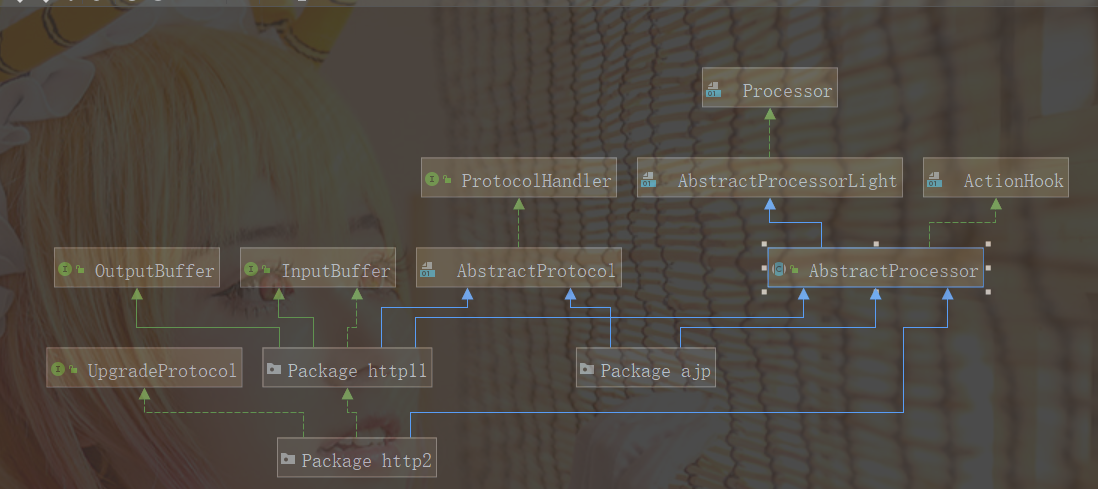 Processor
ProtocolHandler
AbstractProcessorLight
ActionHook
OutputBuffer
InputBuffer
AbstractProtocol
AbstractProcessor
UpgradeProtocol
Package http11
Package ajp
Package http2